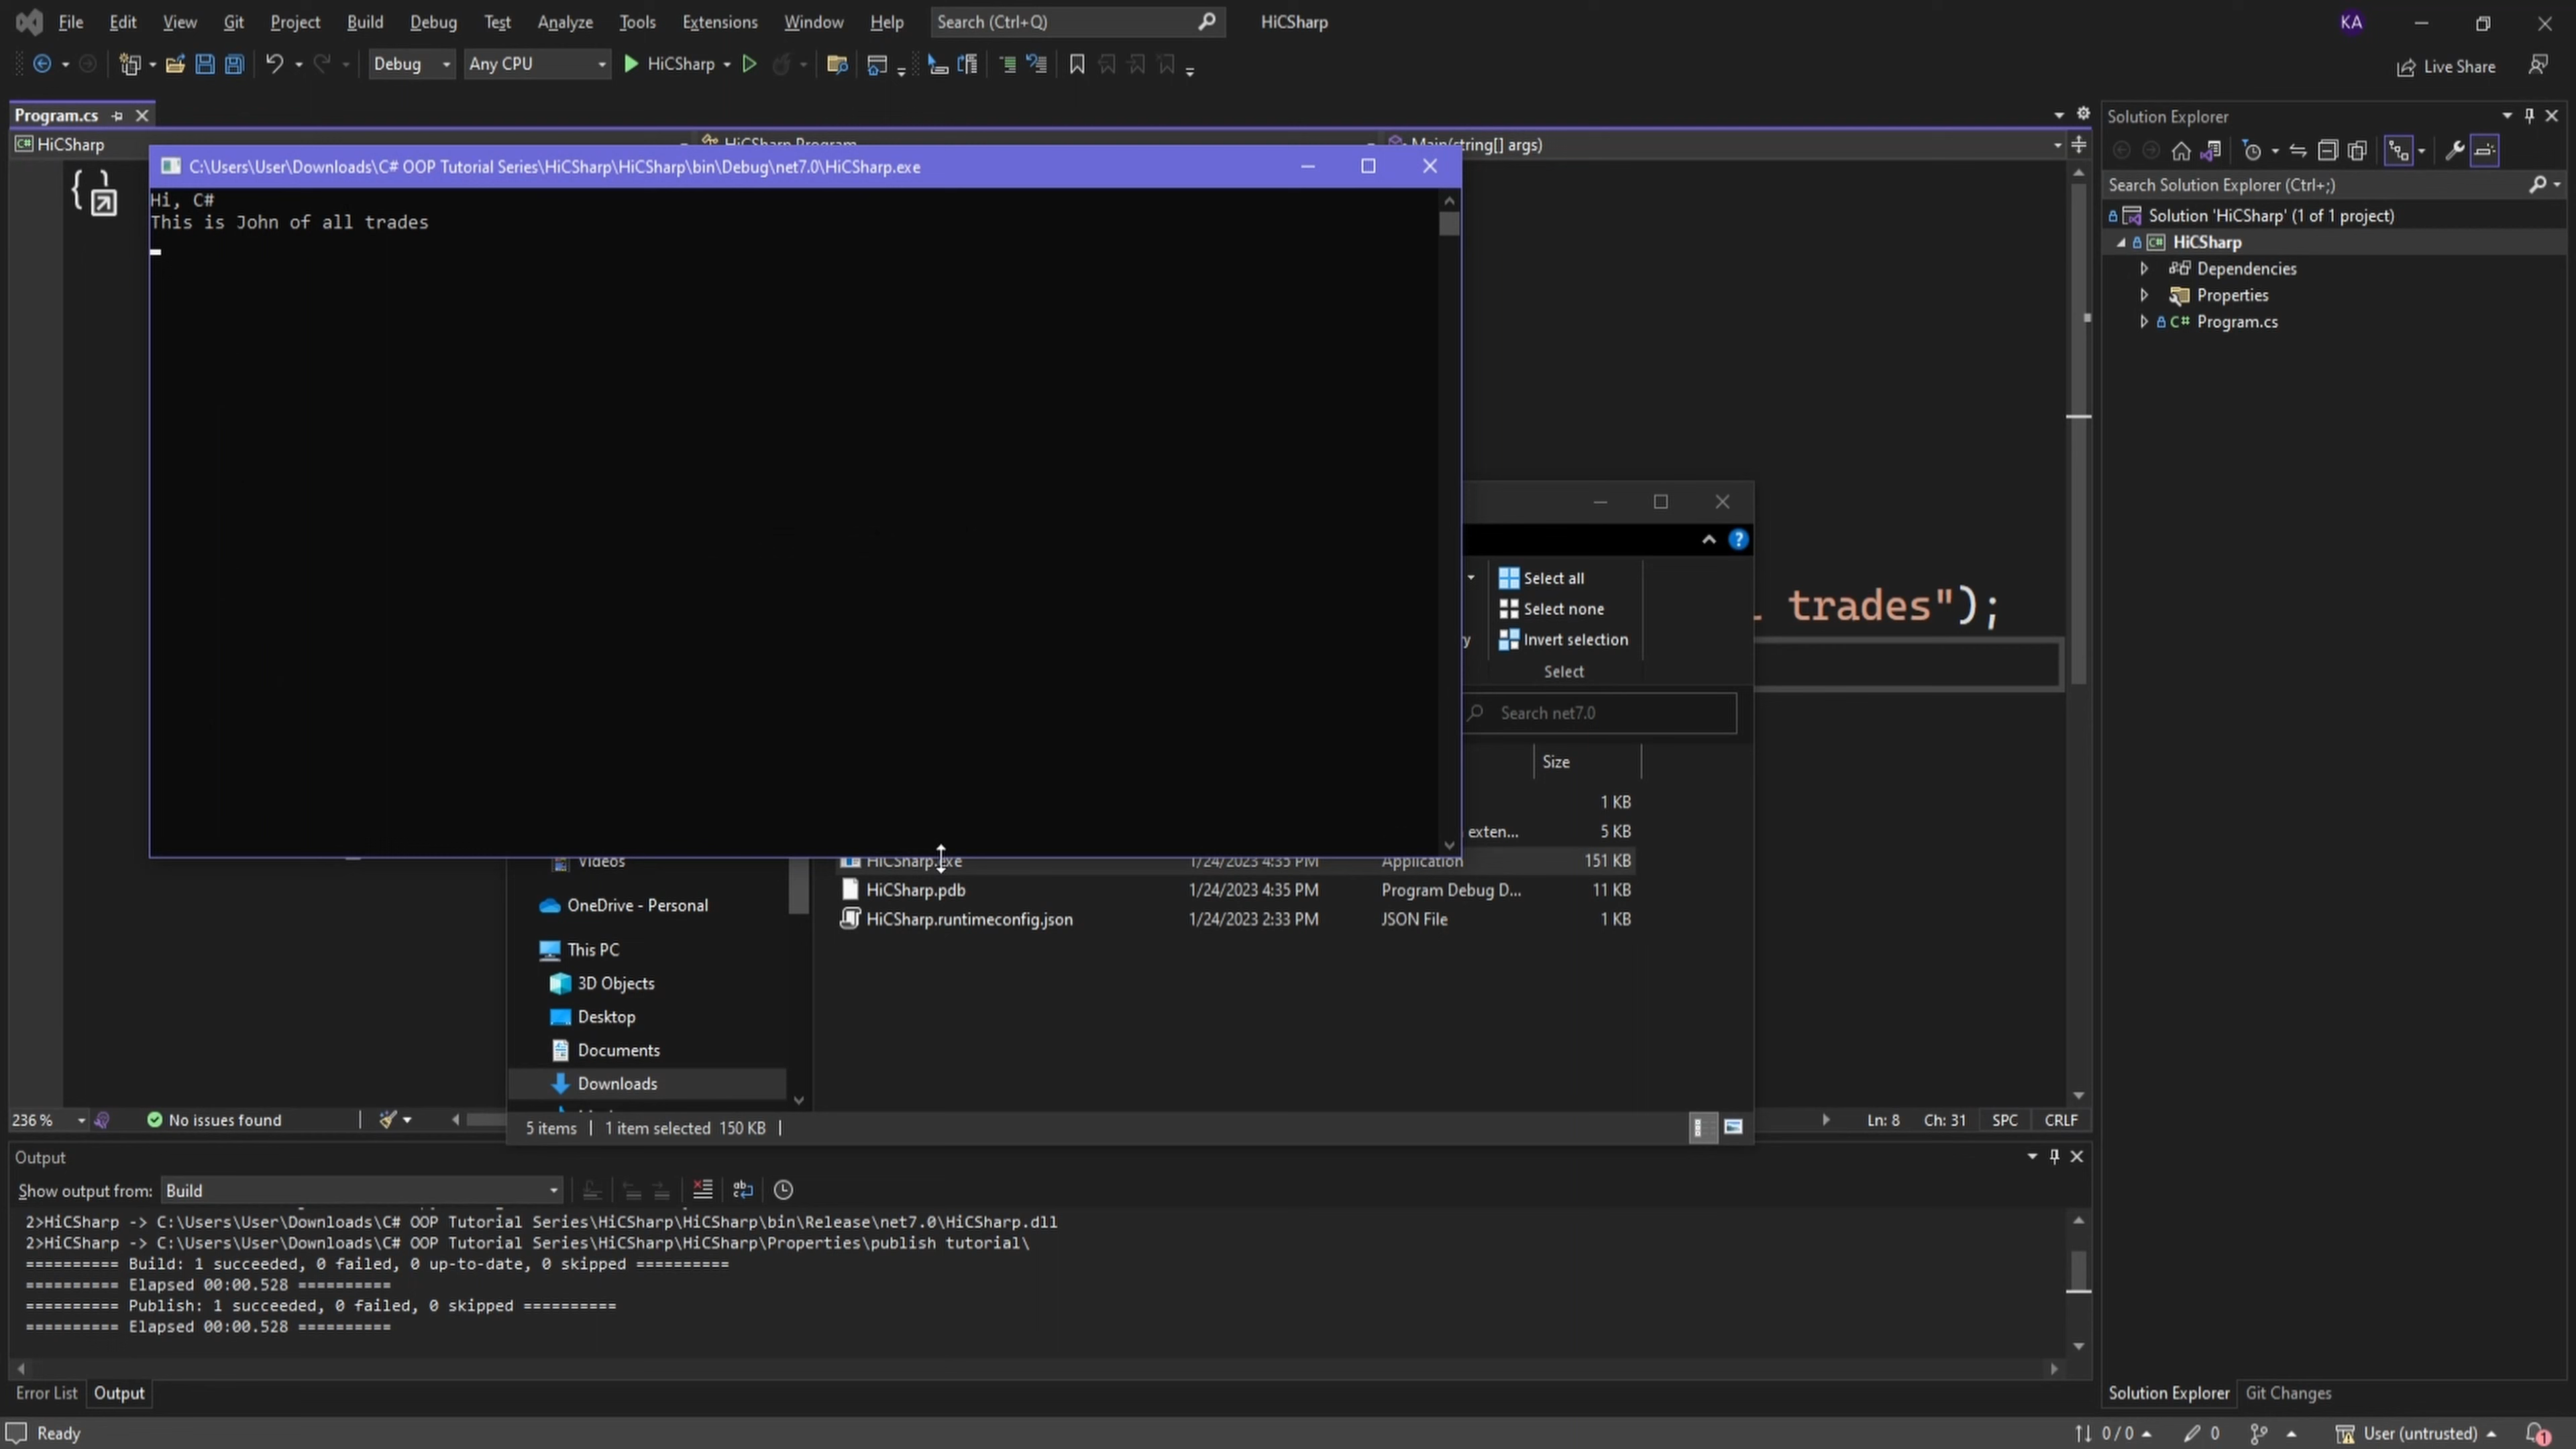 File Edit View Git Project Build Debug Test Analyze Tools Extensions Window Help Search (Ctrl+Q) HiCSharp KA
Debug Any CPU HiCSharp Live Share
Program.cs
HiCSharp HiCSharp.Program Main(string[] args)
C:\Users\User\Downloads\C# OOP Tutorial Series\HiCSharp\HiCSharp\bin\Debug\net7.0\HiCSharp.exe
Hi, C#
This is John of all trades
Select all
trades");
Select none
Invert selection
Select
Search net7.0
Size
1 KB
exten... 5 KB
Videos HiCSharp.exe 1/24/2023 4:35 PM Application 151 KB
HiCSharp.pdb 1/24/2023 4:35 PM Program Debug D... 11 KB
OneDrive - Personal
HiCSharp.runtimeconfig.json 1/24/2023 2:33 PM JSON File 1 KB
This PC
3D Objects
Desktop
Documents
Downloads
5 items 1 item selected 150 KB
236 % No issues found Ln: 8 Ch: 31 SPC CRLF
Output
Show output from: Build
2>HiCSharp -> C:\Users\User\Downloads\C# OOP Tutorial Series\HiCSharp\HiCSharp\bin\Release\net7.0\HiCSharp.dll
2>HiCSharp -> C:\Users\User\Downloads\C# OOP Tutorial Series\HiCSharp\HiCSharp\Properties\publish tutorial\
========== Build: 1 succeeded, 0 failed, 0 up-to-date, 0 skipped ==========
========== Elapsed 00:00.528 ==========
========== Publish: 1 succeeded, 0 failed, 0 skipped ==========
========== Elapsed 00:00.528 ==========
Error List Output
Solution Explorer
Search Solution Explorer (Ctrl+;)
Solution 'HiCSharp' (1 of 1 project)
C# HiCSharp
Dependencies
Properties
C# Program.cs
Solution Explorer Git Changes
Ready 0 / 0 0 User (untrusted) 1